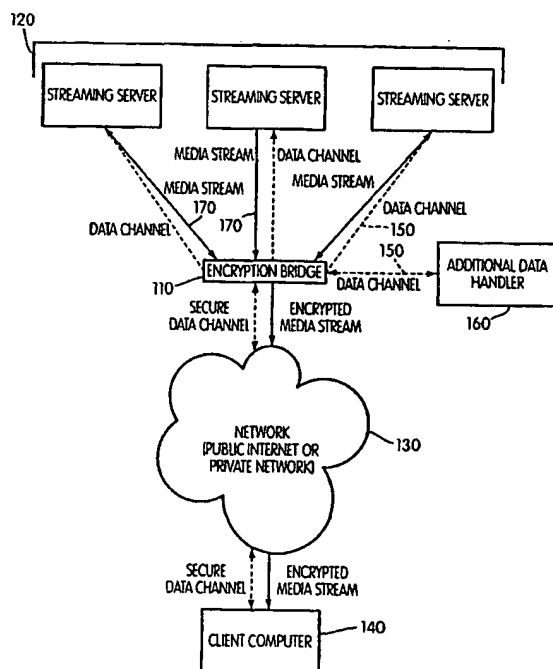 120
STREAMING SERVER
STREAMING SERVER
STREAMING SERVER
MEDIA STREAM
DATA CHANNEL
MEDIA STREAM
170
MEDIA STREAM
170
DATA CHANNEL
DATA CHANNEL
150
150
110
ENCRYPTION BRIDGE
DATA CHANNEL
ADDITIONAL DATA
HANDLER
160
SECURE
DATA CHANNEL
ENCRYPTED
MEDIA STREAM
NETWORK
(PUBLIC INTERNET OR
PRIVATE NETWORK)
130
SECURE
DATA CHANNEL
ENCRYPTED
MEDIA STREAM
CLIENT COMPUTER
140